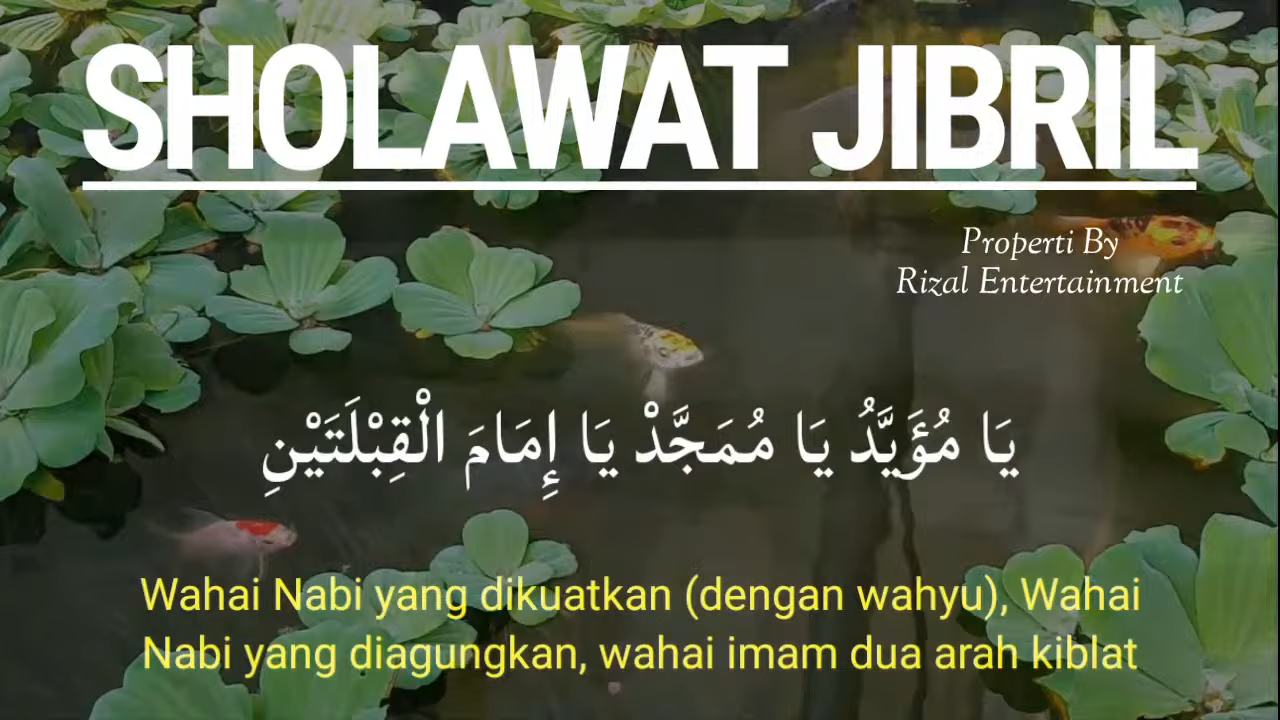 SHOLAWAT JIBRIL
Properti By
Rizal Entertainment
يَا مُؤَيَّدُ يَا مُمَجَّدْ يَا إِمَامَ الْقِبْلَتَيْنِ
Wahai Nabi yang dikuatkan (dengan wahyu), Wahai
Nabi yang diagungkan, wahai imam dua arah kiblat